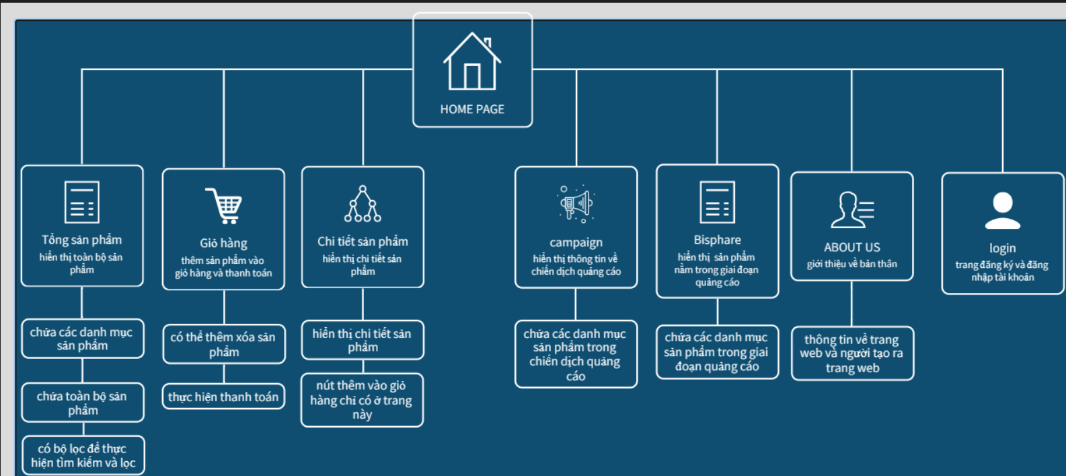 HOME PAGE
Tổng sản phẩm
hiển thị toàn bộ sản
phẩm
Giỏ hàng
thêm sản phẩm vào
giỏ hàng và thanh toán
Chi tiết sản phẩm
hiển thị chi tiết sản
phẩm
campaign
hiển thị thông tin về
chiến dịch quảng cáo
Bisphare
hiển thị sản phẩm
nằm trong giai đoạn
quảng cáo
ABOUT US
giới thiệu về bản thân
login
trang đăng ký và đăng
nhập tài khoản
chứa các danh mục
sản phẩm
chứa toàn bộ sản
phẩm
có bộ lọc để thực
hiện tìm kiếm và lọc
có thể thêm xóa sản
phẩm
thực hiện thanh toán
hiển thị chi tiết sản
phẩm
nút thêm vào giỏ
hàng chỉ có ở trang
này
chứa các danh mục
sản phẩm trong
chiến dịch quảng
cáo
chứa các danh mục
sản phẩm trong giai
đoạn quảng cáo
thông tin về trang
web và người tạo ra
trang web